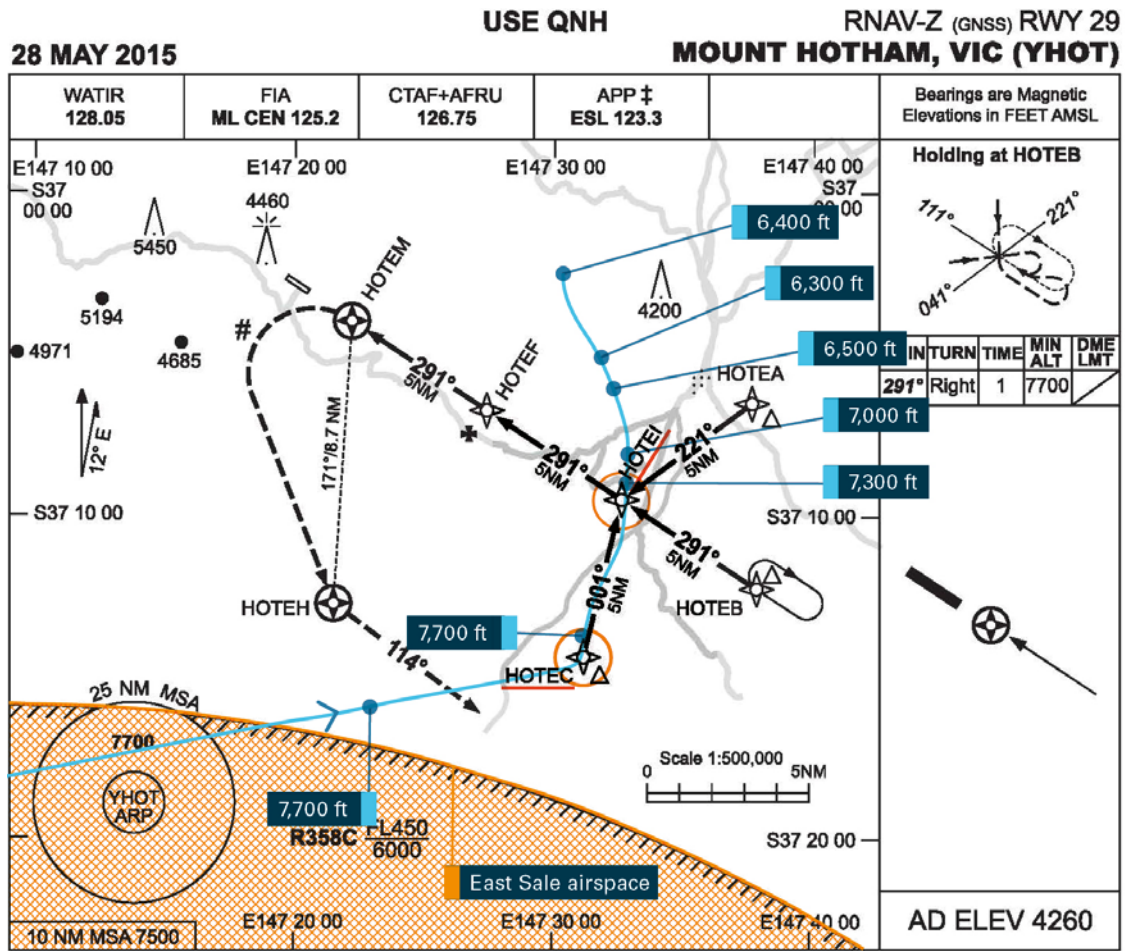 USE QNH
RNAV-Z (GNSS) RWY 29
28 MAY 2015
MOUNT HOTHAM, VIC (YHOT)
WATIR
128.05
FIA
ML CEN 125.2
CTAF+AFRU
126.75
APP ‡
ESL 123.3
Bearings are Magnetic
Elevations in FEET AMSL
E147 10 00
E147 20 00
E147 30 00
E147 40 00
S37
00 00
S37
00
Holding at HOTEB
111°
221°
041°
5450
4460
HOTEM
6,400 ft
4200
6,300 ft
5194
4971
4685
#
HOTEF
291°
5NM
6,500 ft
HOTEA
IN TURN TIME MIN ALT DME LMT
291° Right 1 7700
12° E
171°/8.7 NM
291°
5NM
HOTEI
221°
5NM
7,000 ft
7,300 ft
S37 10 00
S37 10 00
291°
5NM
001°
5NM
HOTEH
HOTEB
7,700 ft
114°
HOTEC
25 NM MSA
7700
YHOT
ARP
7,700 ft
R358C FL450
6000
Scale 1:500,000
0 5NM
S37 20 00
East Sale airspace
10 NM MSA 7500
E147 20 00
E147 30 00
E147 40 00
AD ELEV 4260